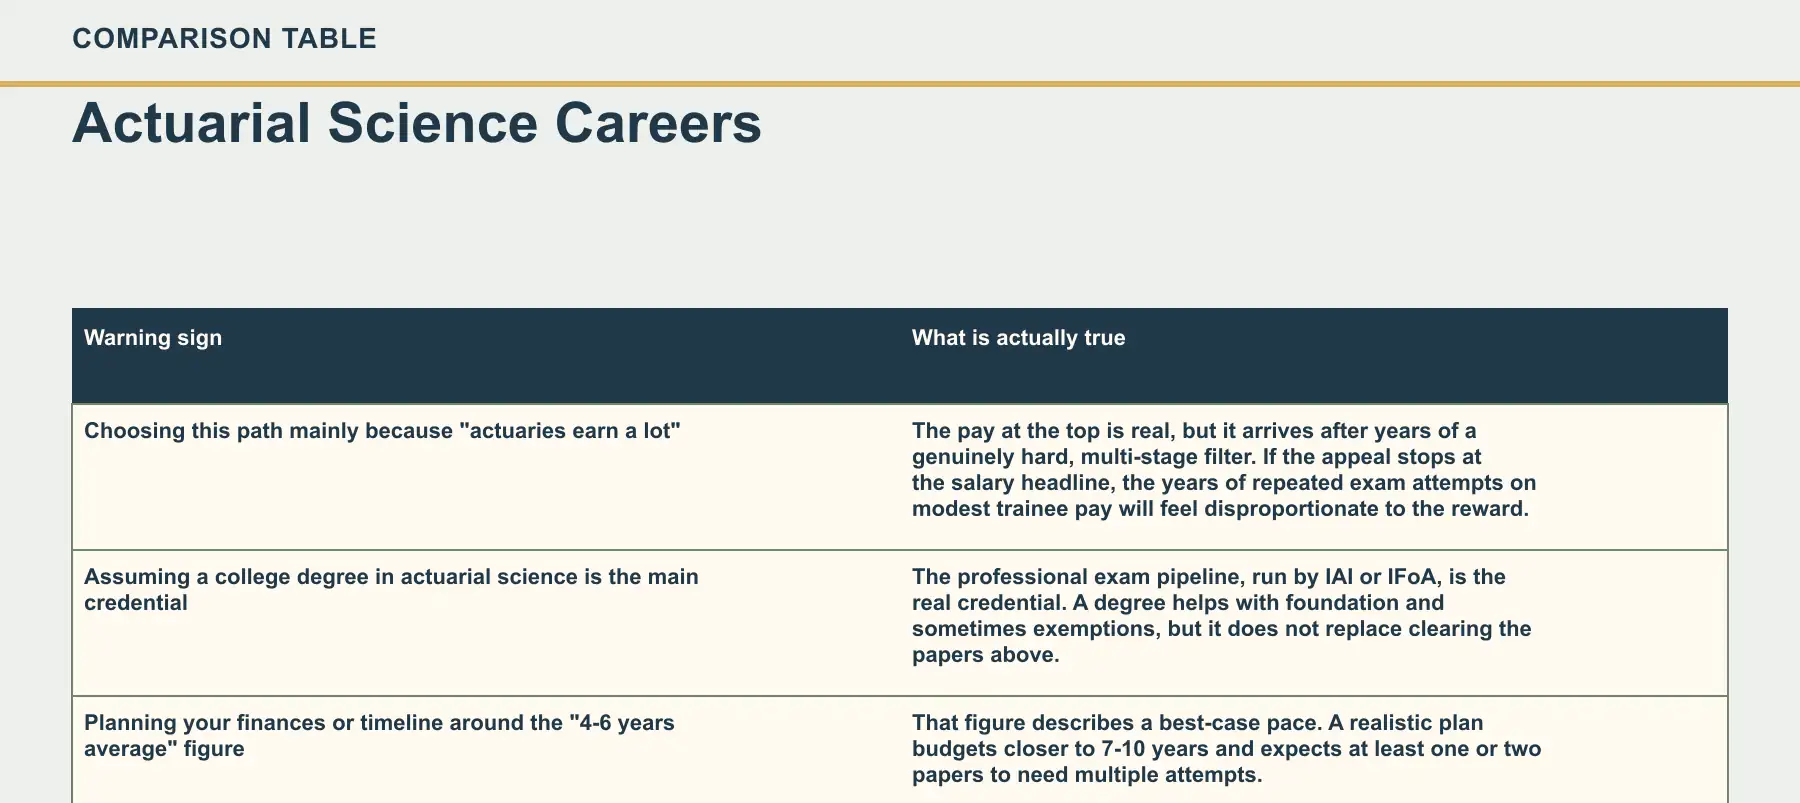 COMPARISON TABLE
Actuarial Science Careers
Warning sign
What is actually true
Choosing this path mainly because "actuaries earn a lot"
The pay at the top is real, but it arrives after years of a
genuinely hard, multi-stage filter. If the appeal stops at
the salary headline, the years of repeated exam attempts on
modest trainee pay will feel disproportionate to the reward.
Assuming a college degree in actuarial science is the main
credential
The professional exam pipeline, run by IAI or IFoA, is the
real credential. A degree helps with foundation and
sometimes exemptions, but it does not replace clearing the
papers above.
Planning your finances or timeline around the "4-6 years
average" figure
That figure describes a best-case pace. A realistic plan
budgets closer to 7-10 years and expects at least one or two
papers to need multiple attempts.